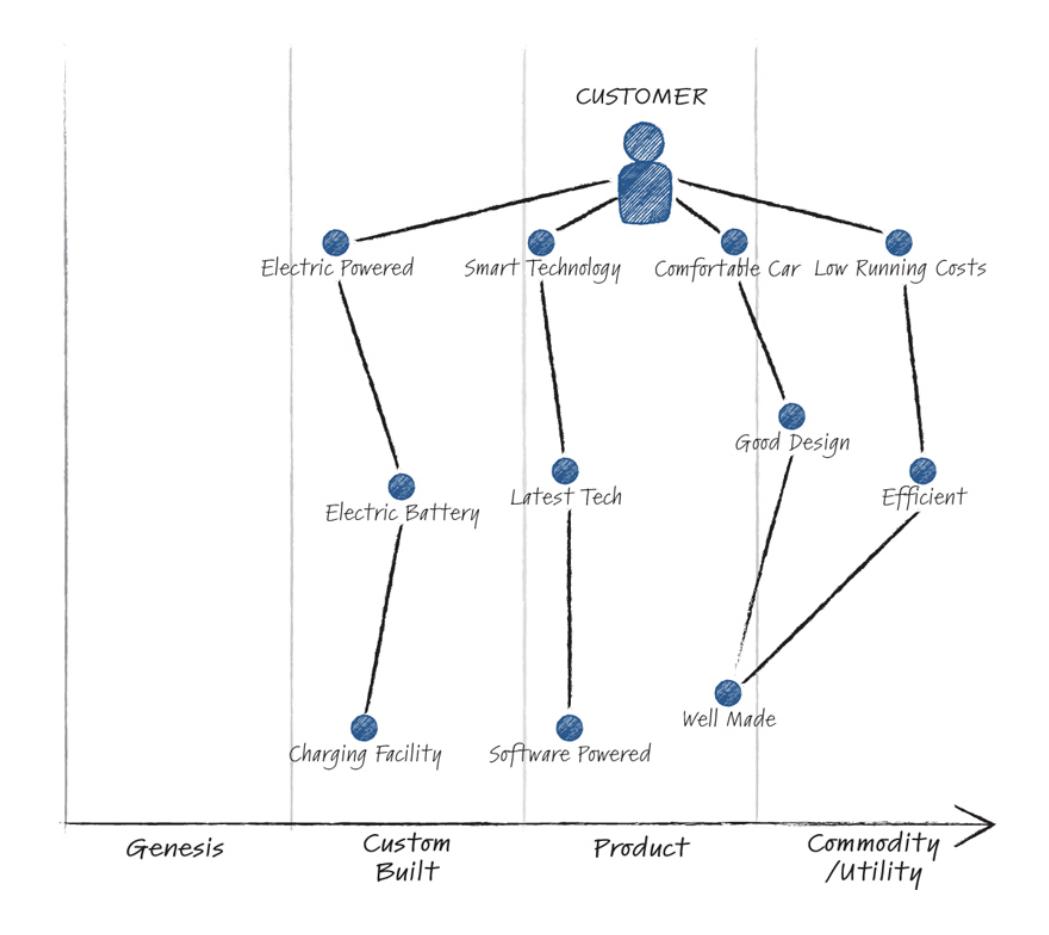 CUSTOMER
Electric Powered
Smart Technology
Comfortable Car
Low Running Costs
Good Design
Electric Battery
Latest Tech
Efficient
Well Made
Charging Facility
Software Powered
Genesis
Custom
Built
Product
Commodity
/Utility